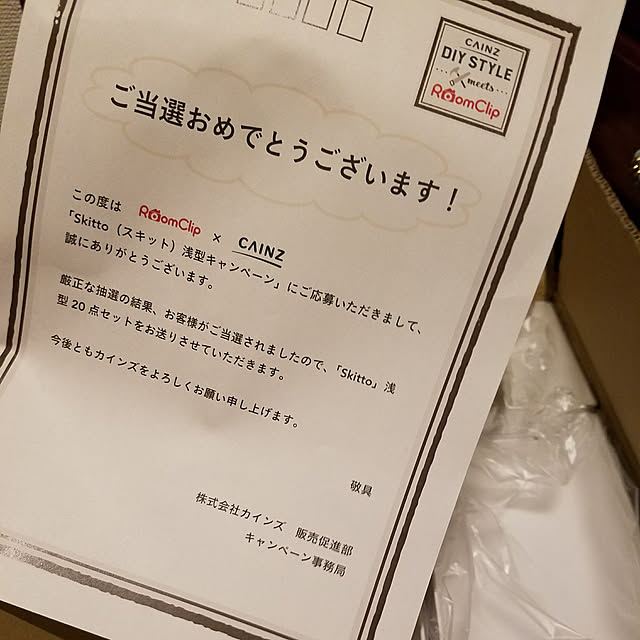 CAINZ
DIY STYLE
meets
RoomClip
ご当選おめでとうございます！
この度は RoomClip × CAINZ
「Skitto（スキット）浅型キャンペーン」にご応募いただきまして、
誠にありがとうございます。
厳正な抽選の結果、お客様がご当選されましたので、「Skitto」浅
型 20 点セットをお送りさせていただきます。
今後ともカインズをよろしくお願い申し上げます。
敬具
株式会社カインズ 販売促進部
キャンペーン事務局